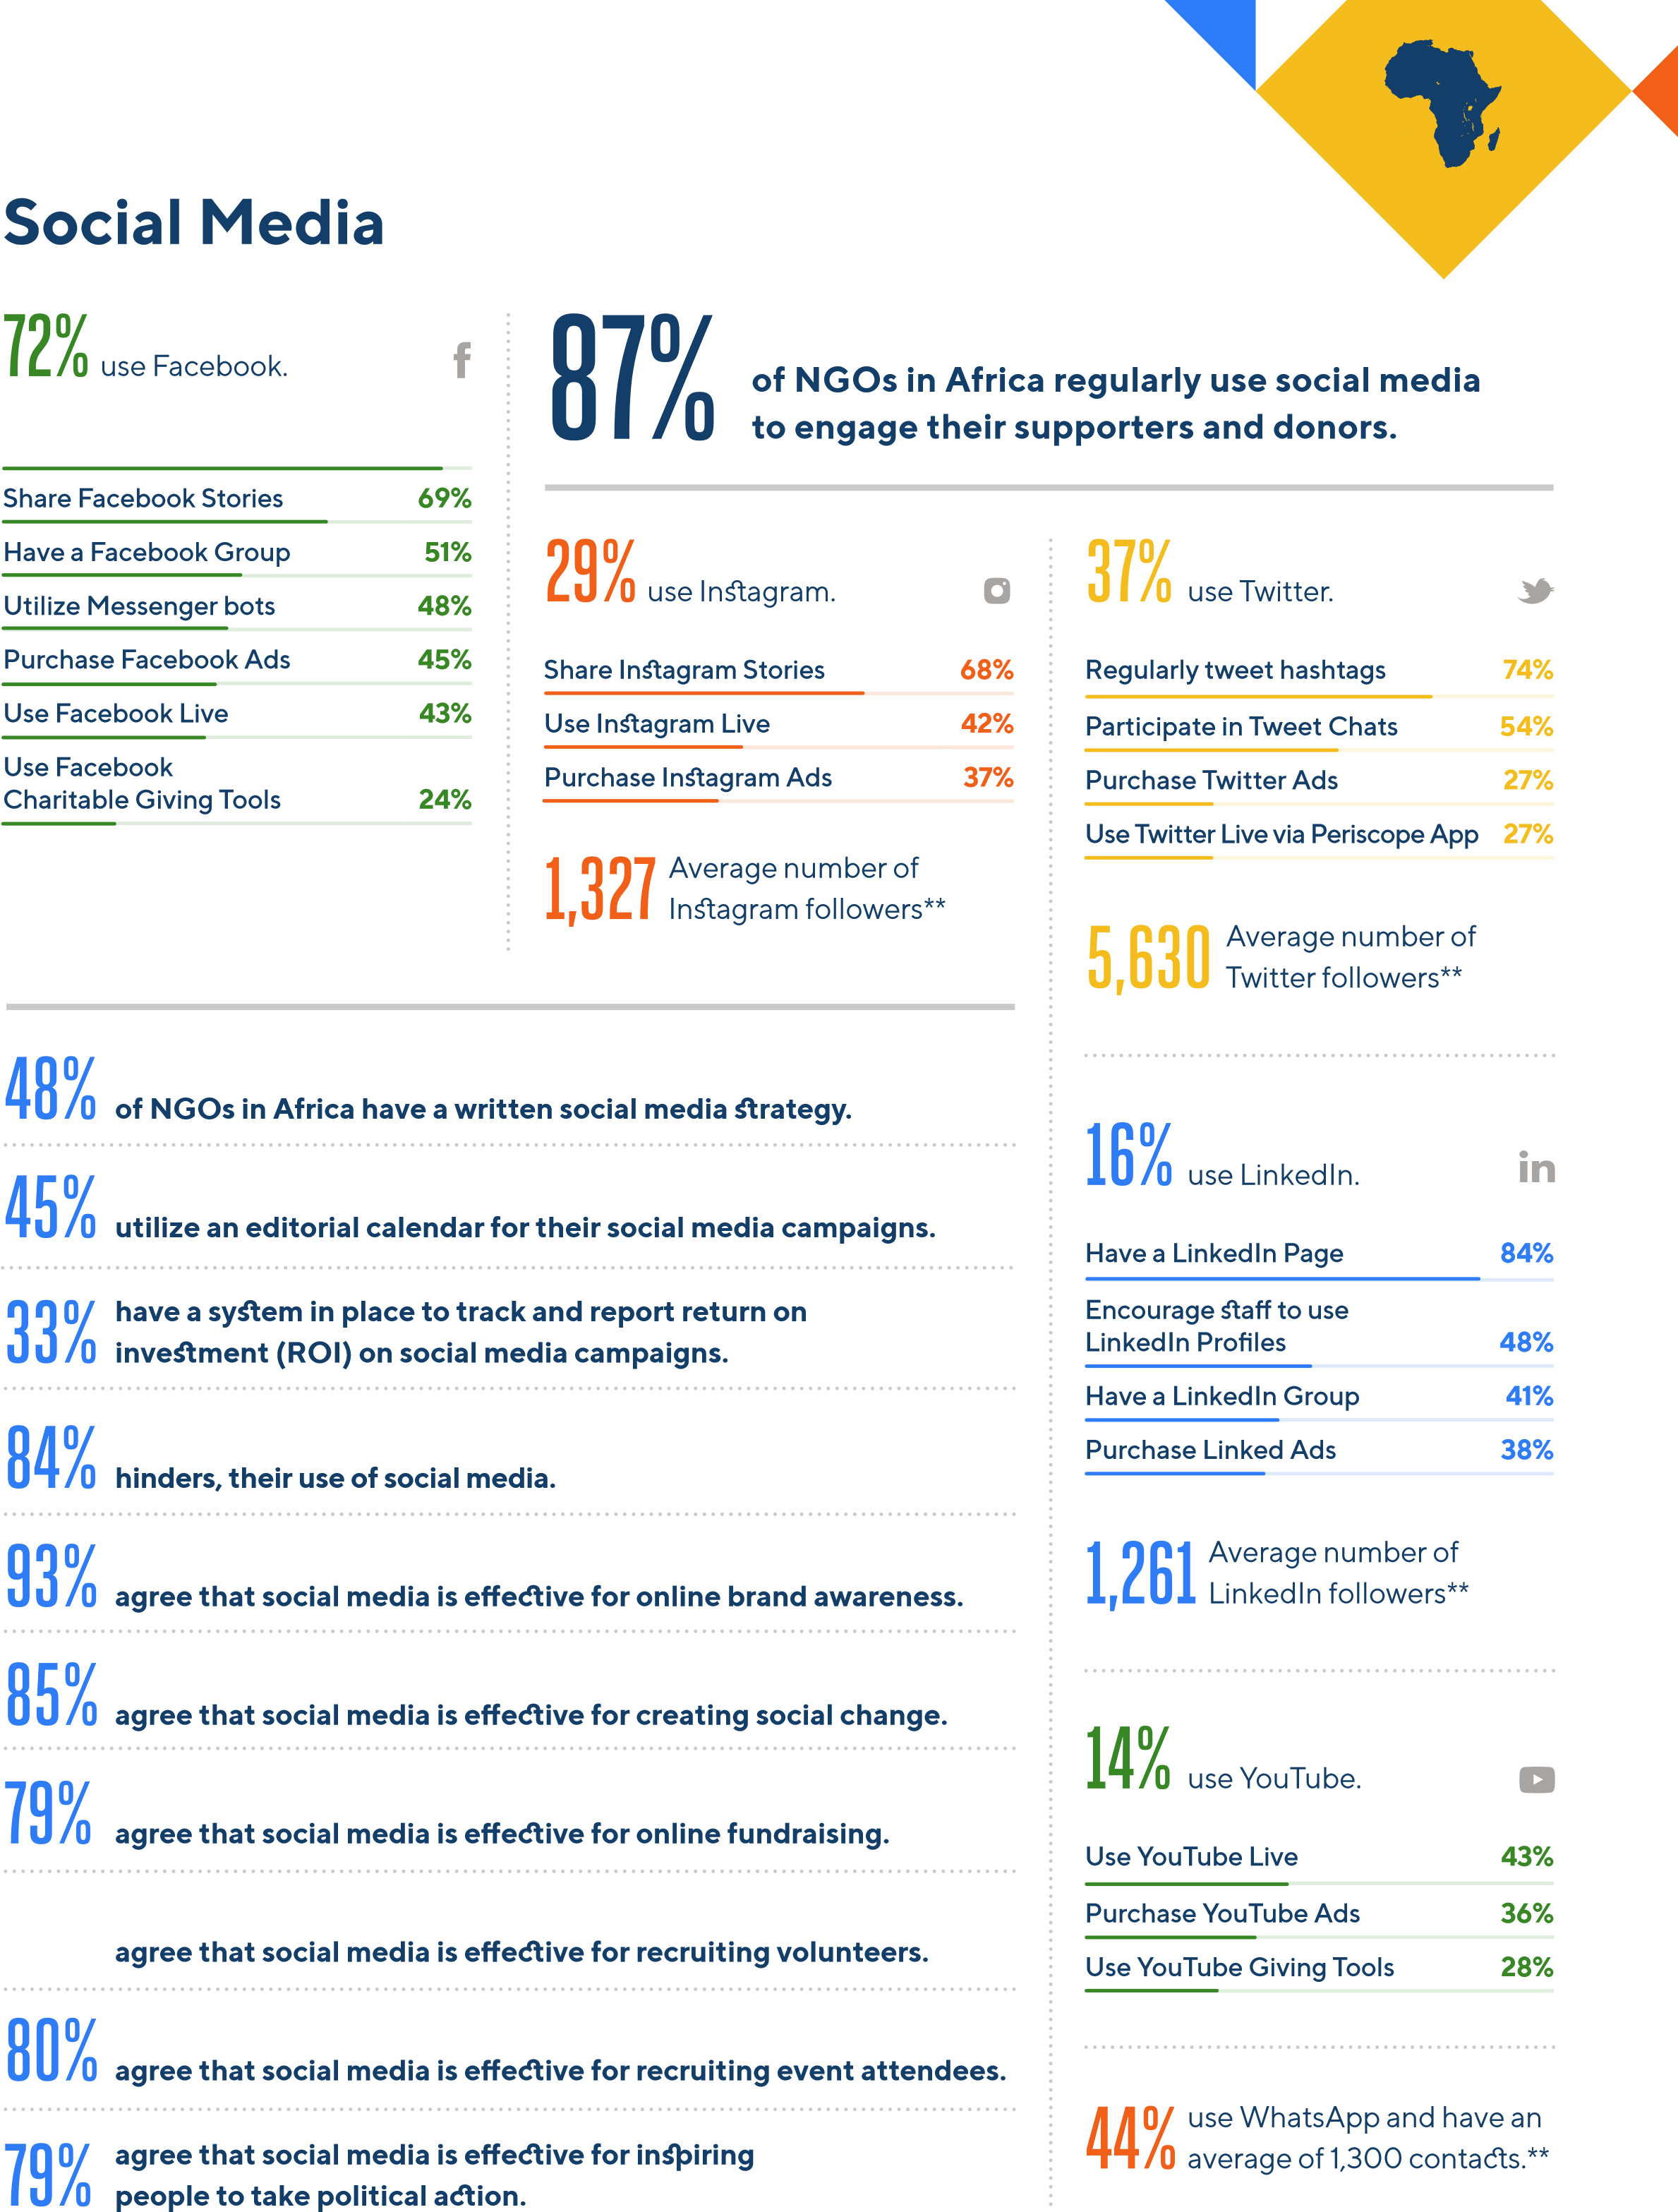 Social Media
72% use Facebook.
f
Share Facebook Stories 69%
Have a Facebook Group 51%
Utilize Messenger bots 48%
Purchase Facebook Ads 45%
Use Facebook Live 43%
Use Facebook
Charitable Giving Tools 24%
87%
of NGOs in Africa regularly use social media
to engage their supporters and donors.
29% use Instagram.
Share Instagram Stories 68%
Use Instagram Live 42%
Purchase Instagram Ads 37%
1,327
Average number of
Instagram followers**
37% use Twitter.
Regularly tweet hashtags 74%
Participate in Tweet Chats 54%
Purchase Twitter Ads 27%
Use Twitter Live via Periscope App 27%
5,630
Average number of
Twitter followers**
48% of NGOs in Africa have a written social media strategy.
45% utilize an editorial calendar for their social media campaigns.
33%
have a system in place to track and report return on
investment (ROI) on social media campaigns.
84% hinders, their use of social media.
93% agree that social media is effective for online brand awareness.
85% agree that social media is effective for creating social change.
79% agree that social media is effective for online fundraising.
agree that social media is effective for recruiting volunteers.
80% agree that social media is effective for recruiting event attendees.
79%
agree that social media is effective for inspiring
people to take political action.
16% use LinkedIn.
in
Have a LinkedIn Page 84%
Encourage staff to use
LinkedIn Profiles 48%
Have a LinkedIn Group 41%
Purchase Linked Ads 38%
1,261
Average number of
LinkedIn followers**
14% use YouTube.
Use YouTube Live 43%
Purchase YouTube Ads 36%
Use YouTube Giving Tools 28%
44%
use WhatsApp and have an
average of 1,300 contacts.**